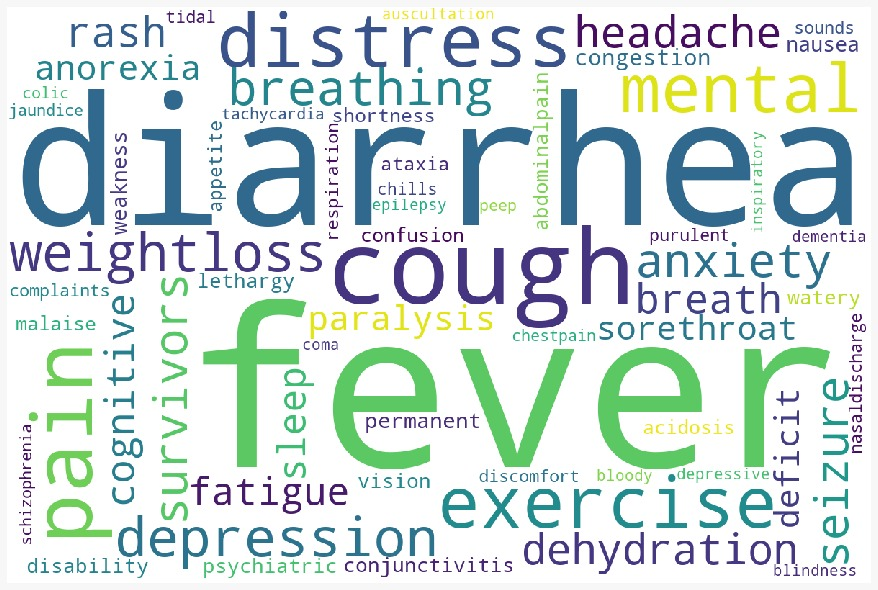 tidal
auscultation
rash
distress
headache
sounds
nausea
anorexia
congestion
breathing
mental
colic
jaundice
tachycardia
shortness
diarrhea
weakness
appetite
respiration
ataxia
chills
epilepsy
peep
abdominalpain
inspiratory
confusion
purulent
dementia
weightloss
cough
anxiety
complaints
lethargy
breath
watery
malaise
cognitive
survivors
paralysis
chestpain
sorethroat
nasaldischarge
coma
fever
pain
sleep
permanent
acidosis
deficit
seizure
schizophrenia
fatigue
vision
discomfort
bloody
depressive
exercise
depression
dehydration
disability
psychiatric
conjunctivitis
blindness